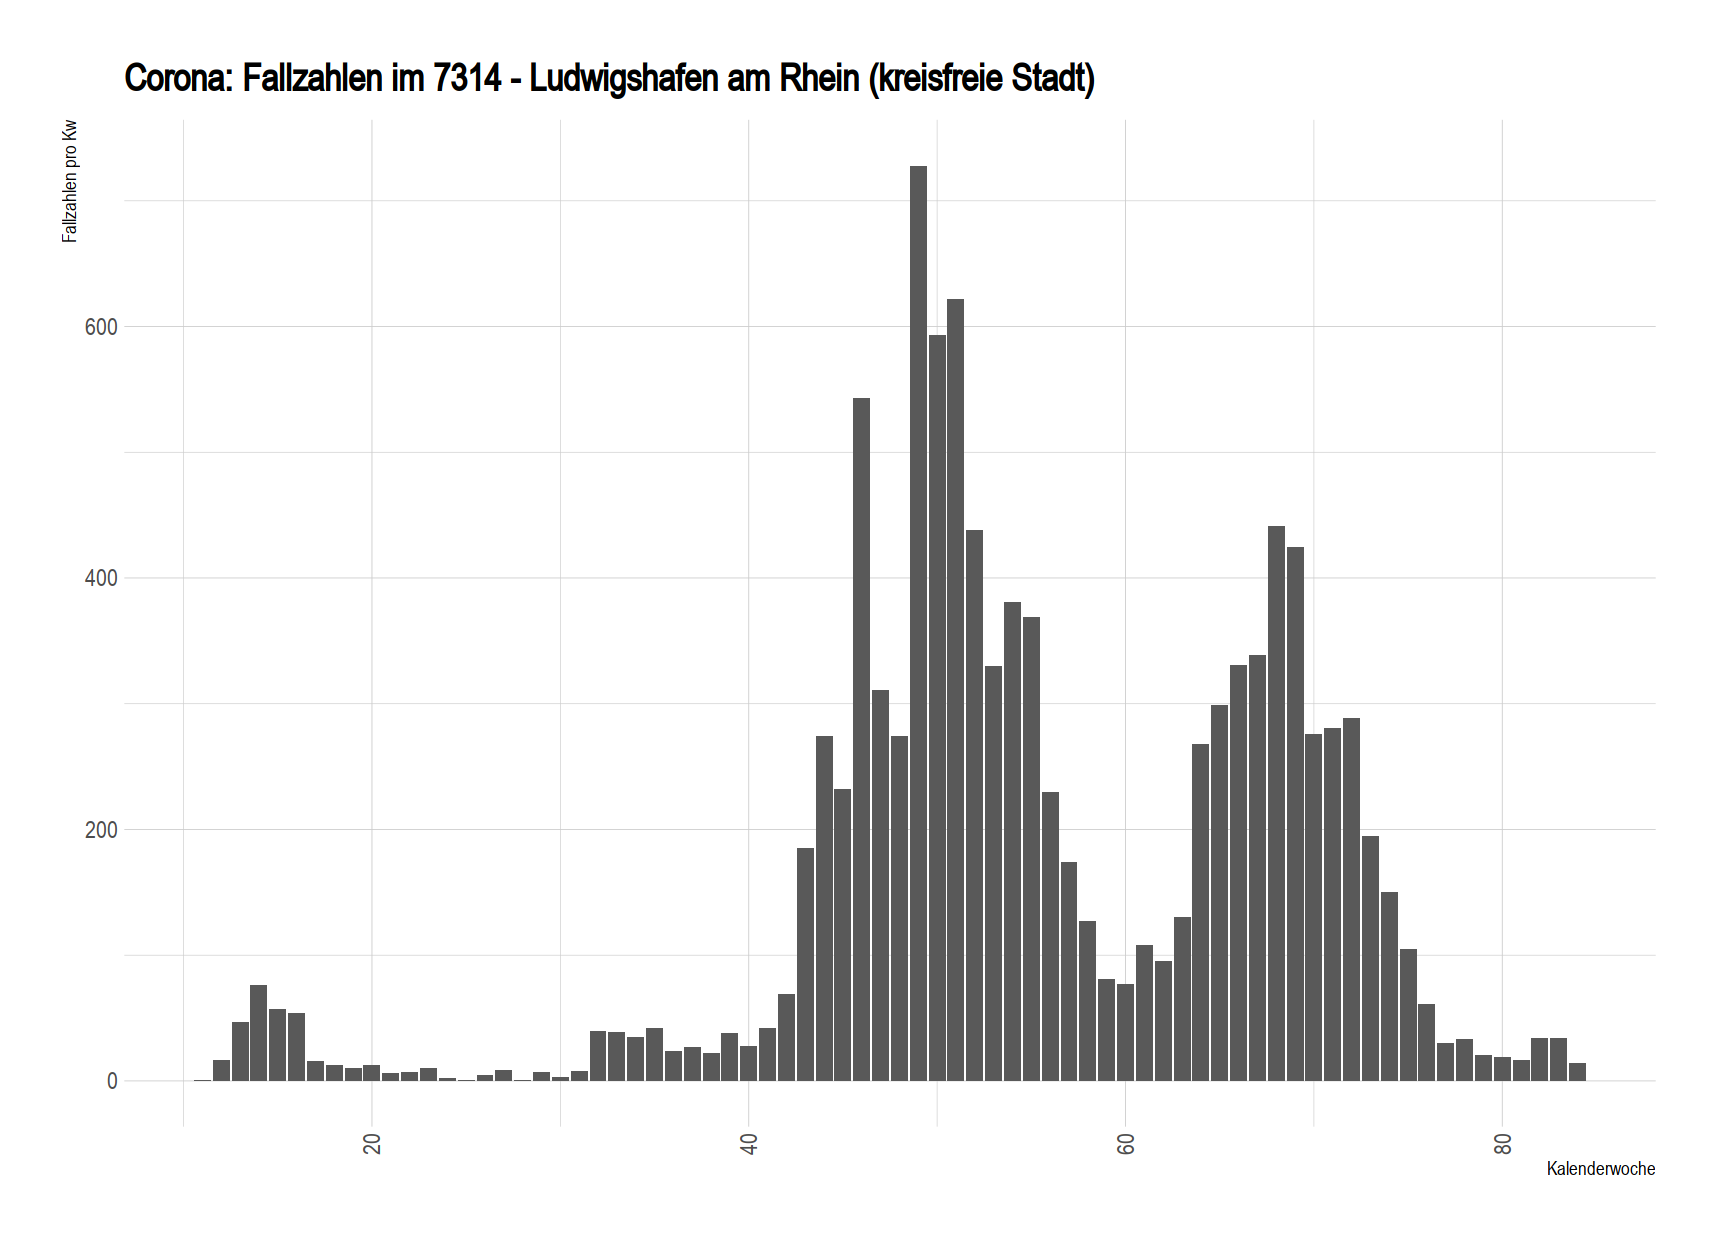 Corona: Fallzahlen im 7314 - Ludwigshafen am Rhein (kreisfreie Stadt)
Fallzahlen pro Kw
600
400
200
0
20
40
60
80
Kalenderwoche